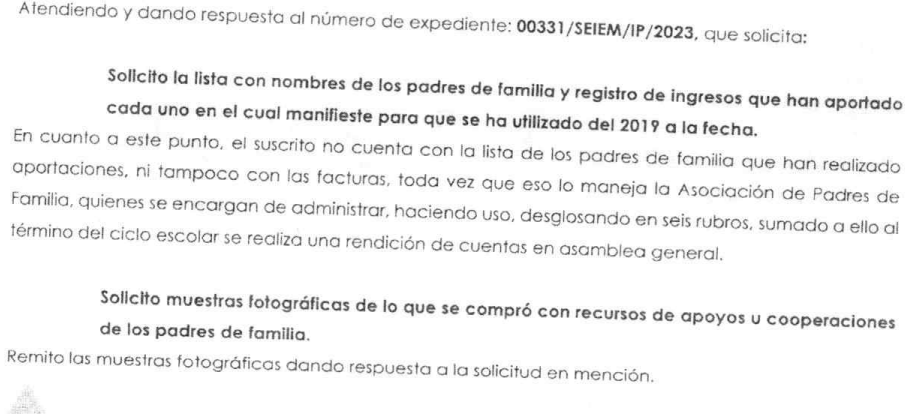 Atendiendo y dando respuesta al número de expediente: 00331/SEIEM/IP/2023, que solicita:
Solicito la lista con nombres de los padres de familia y registro de ingresos que han aportado
cada uno en el cual manifieste para que se ha utilizado del 2019 a la fecha.
En cuanto a este punto, el suscrito no cuenta con la lista de los padres de familia que han realizado
aportaciones, ni tampoco con las facturas, toda vez que eso lo maneja la Asociación de Padres de
Familia, quienes se encargan de administrar, haciendo uso, desglosando en seis rubros, sumado a ello al
término del ciclo escolar se realiza una rendición de cuentas en asamblea general.
Solicito muestras fotográficas de lo que se compró con recursos de apoyos u cooperaciones
de los padres de familia.
Remito las muestras fotográficas dando respuesta a la solicitud en mención.